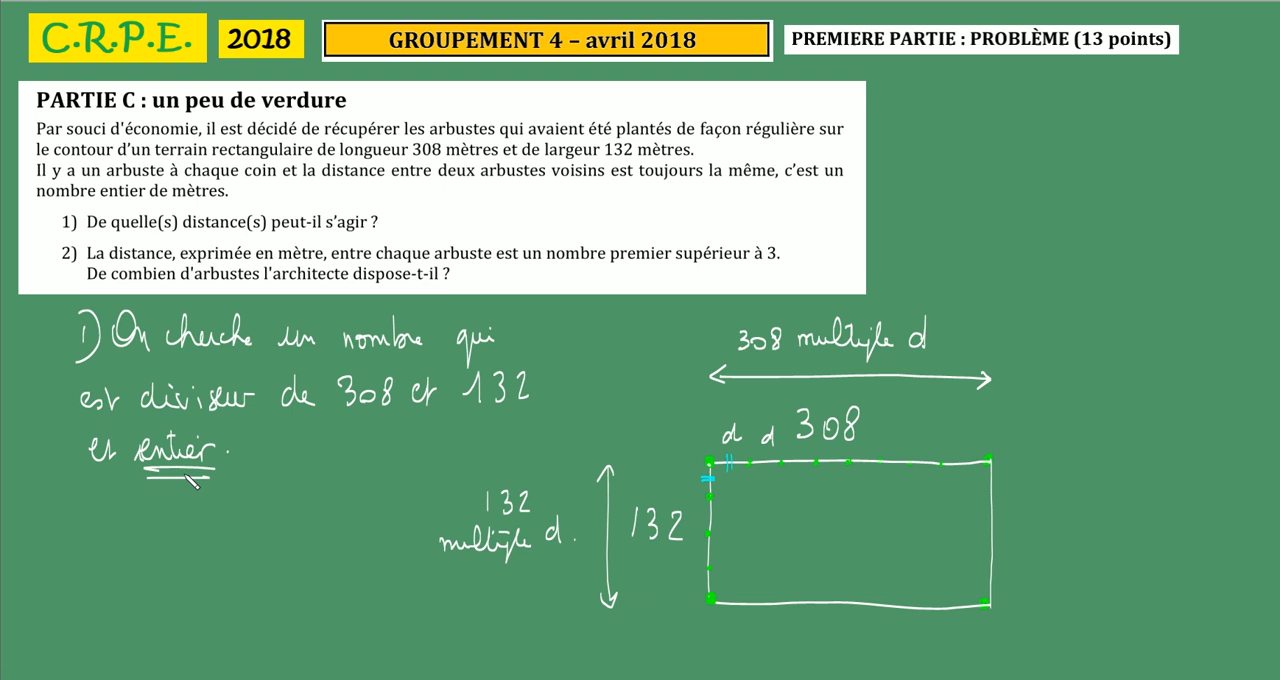 C.R.P.E.
2018
GROUPEMENT 4 – avril 2018
PREMIERE PARTIE : PROBLÈME (13 points)
PARTIE C : un peu de verdure
Par souci d'économie, il est décidé de récupérer les arbustes qui avaient été plantés de façon régulière sur
le contour d’un terrain rectangulaire de longueur 308 mètres et de largeur 132 mètres.
Il y a un arbuste à chaque coin et la distance entre deux arbustes voisins est toujours la même, c’est un
nombre entier de mètres.
1) De quelle(s) distance(s) peut-il s’agir ?
2) La distance, exprimée en mètre, entre chaque arbuste est un nombre premier supérieur à 3.
De combien d'arbustes l'architecte dispose-t-il ?
1) On cherche un nombre qui
est diviseur de 308 et 132
et entier.
308 multiple d
d d 308
132
multiple d.
132